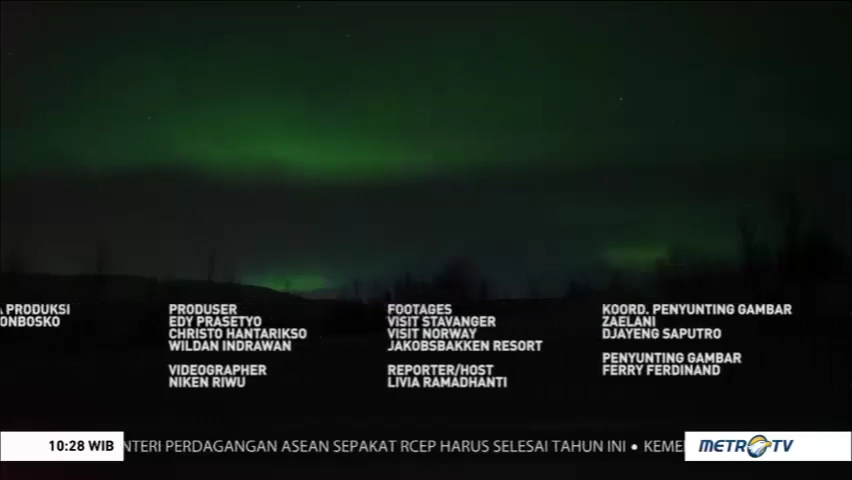 PRODUKSI
ONBOSKO
PRODUSER
EDY PRASETYO
CHRISTO HANTARIKSO
WILDAN INDRAWAN
VIDEOGRAPHER
NIKEN RIWU
FOOTAGES
VISIT STAVANGER
VISIT NORWAY
JAKOBSBAKKEN RESORT
REPORTER/HOST
LIVIA RAMADHANTI
KOORD. PENYUNTING GAMBAR
ZAELANI
DJAYENG SAPUTRO
PENYUNTING GAMBAR
FERRY FERDINAND
10:28 WIB
NTERI PERDAGANGAN ASEAN SEPAKAT RCEP HARUS SELESAI TAHUN INI • KEME
METRO TV